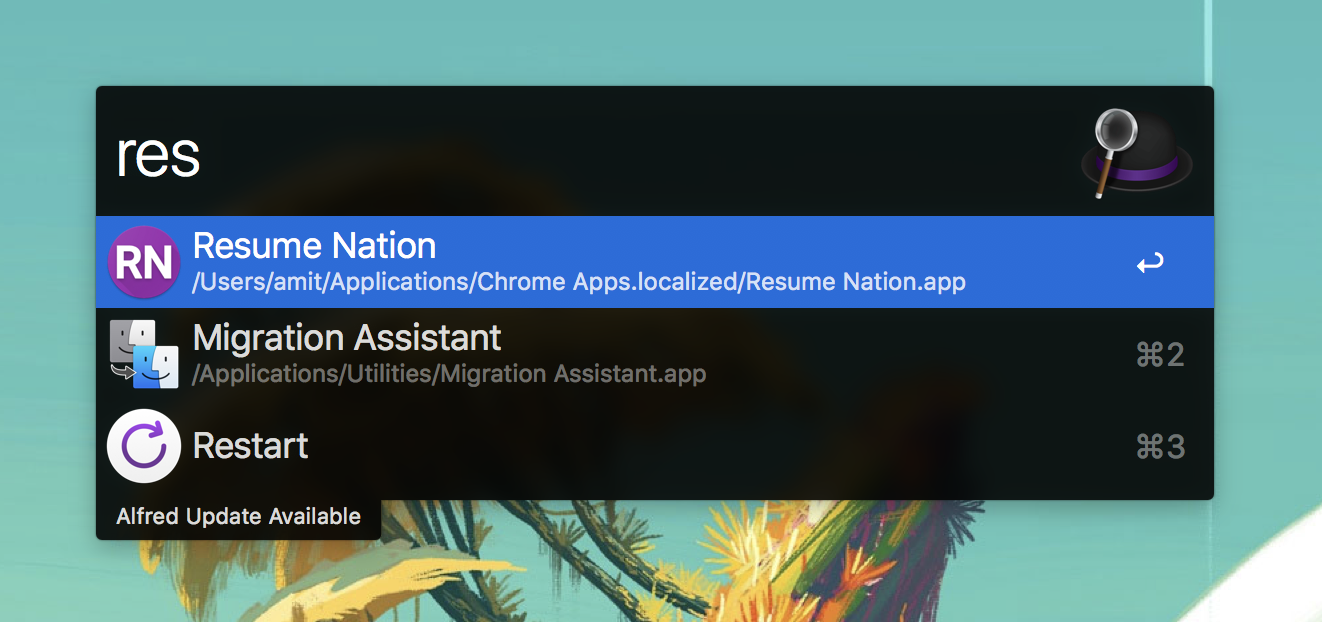 res
RN
Resume Nation
/Users/amit/Applications/Chrome Apps.localized/Resume Nation.app
↩
Migration Assistant
/Applications/Utilities/Migration Assistant.app
⌘2
Restart
⌘3
Alfred Update Available